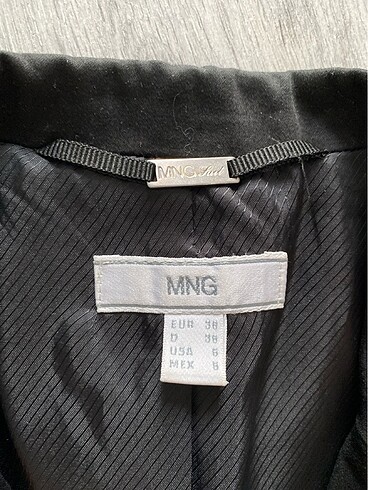 MNG Suit
MNG
EUR 38
D 38
USA 6
MEX 6